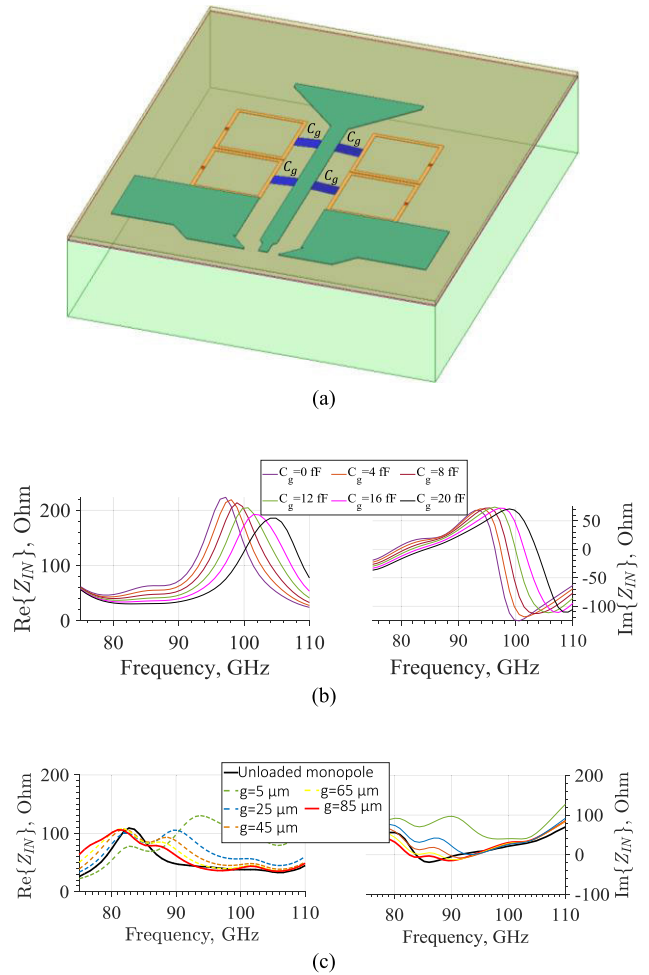 C_g C_g
C_g C_g
(a)
C_g=0 fF C_g=4 fF C_g=8 fF
C_g=12 fF C_g=16 fF C_g=20 fF
Re{Z_IN}, Ohm
200
100
0
80 90 100 110
Frequency, GHz
50
0
-50
-100
Im{Z_IN}, Ohm
80 90 100 110
Frequency, GHz
(b)
Unloaded monopole
g=5 μm g=65 μm
g=25 μm g=85 μm
g=45 μm
Re{Z_IN}, Ohm
200
100
0
80 90 100 110
Frequency, GHz
200
100
0
-100
Im{Z_IN}, Ohm
80 90 100 110
Frequency, GHz
(c)